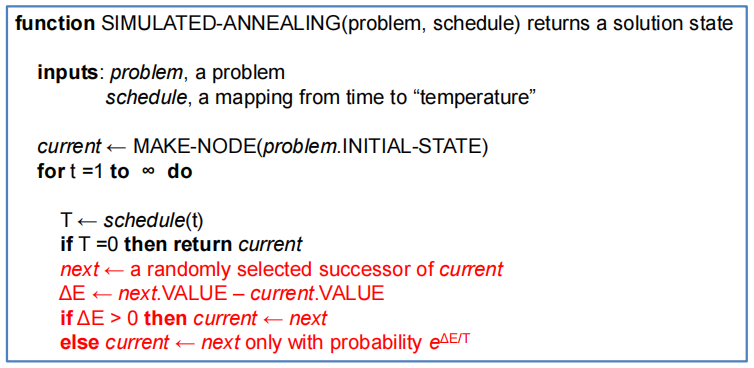 function SIMULATED-ANNEALING(problem, schedule) returns a solution state
inputs: problem, a problem
schedule, a mapping from time to “temperature”
current ← MAKE-NODE(problem.INITIAL-STATE)
for t =1 to ∞ do
T ← schedule(t)
if T =0 then return current
next ← a randomly selected successor of current
ΔE ← next.VALUE – current.VALUE
if ΔE > 0 then current ← next
else current ← next only with probability e^ΔE/T